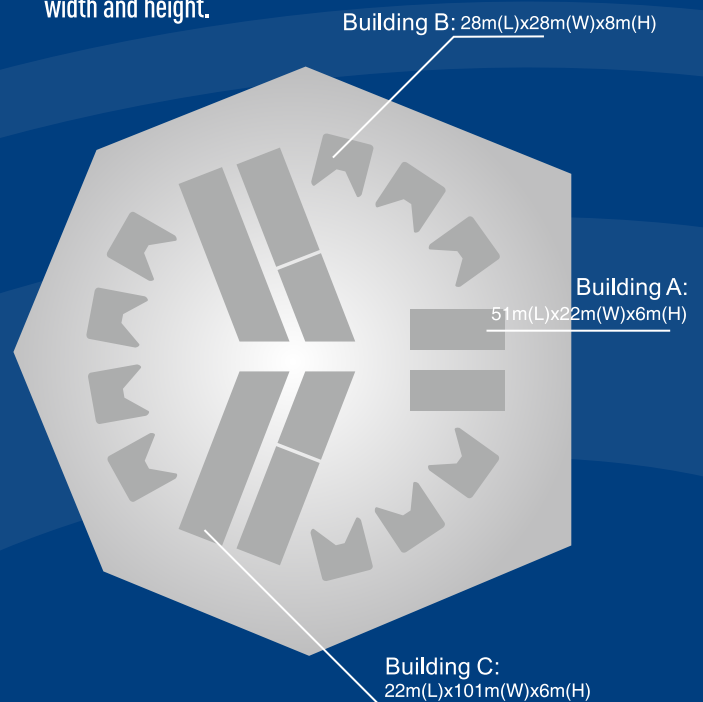 width and height.
Building B: 28m(L)x28m(W)x8m(H)
Building A:
51m(L)x22m(W)x6m(H)
Building C:
22m(L)x101m(W)x6m(H)